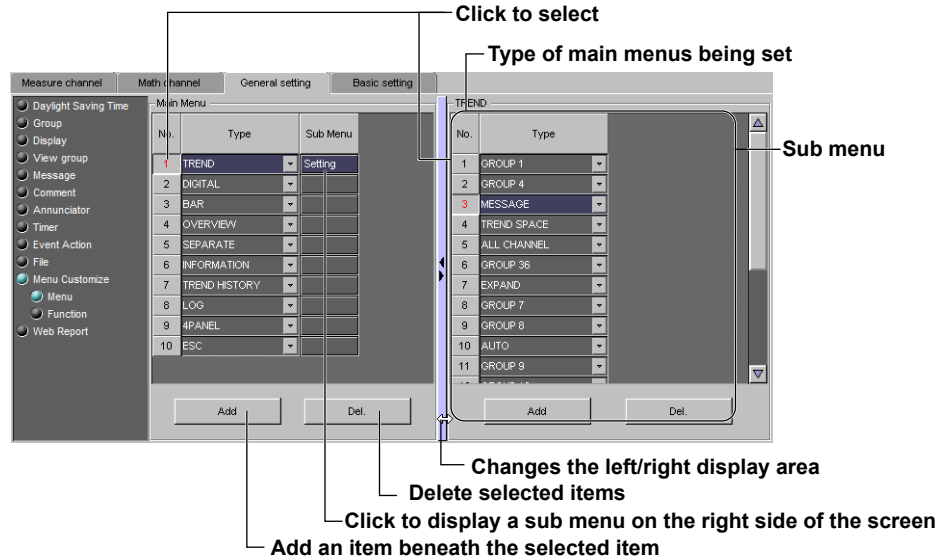 Click to select
Type of main menus being set
Measure channel Math channel General setting Basic setting
Daylight Saving Time
Group
Display
View group
Message
Comment
Annunciator
Timer
Event Action
File
Menu Customize
Menu
Function
Web Report
Main Menu
No. Type Sub Menu
1 TREND Setting
2 DIGITAL
3 BAR
4 OVERVIEW
5 SEPARATE
6 INFORMATION
7 TREND HISTORY
8 LOG
9 4PANEL
10 ESC
Add Del.
TREND
No. Type
1 GROUP 1
2 GROUP 4
3 MESSAGE
4 TREND SPACE
5 ALL CHANNEL
6 GROUP 36
7 EXPAND
8 GROUP 7
9 GROUP 8
10 AUTO
11 GROUP 9
Add Del.
Sub menu
Changes the left/right display area
Delete selected items
Click to display a sub menu on the right side of the screen
Add an item beneath the selected item